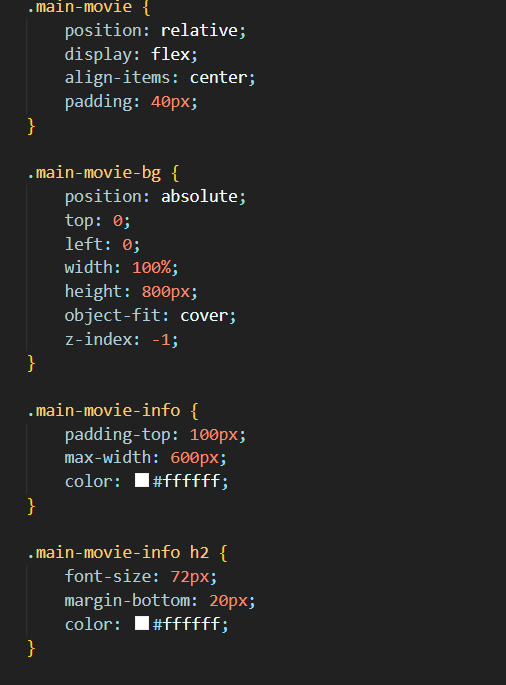 .main-movie {
    position: relative;
    display: flex;
    align-items: center;
    padding: 40px;
}

.main-movie-bg {
    position: absolute;
    top: 0;
    left: 0;
    width: 100%;
    height: 800px;
    object-fit: cover;
    z-index: -1;
}

.main-movie-info {
    padding-top: 100px;
    max-width: 600px;
    color: #ffffff;
}

.main-movie-info h2 {
    font-size: 72px;
    margin-bottom: 20px;
    color: #ffffff;
}